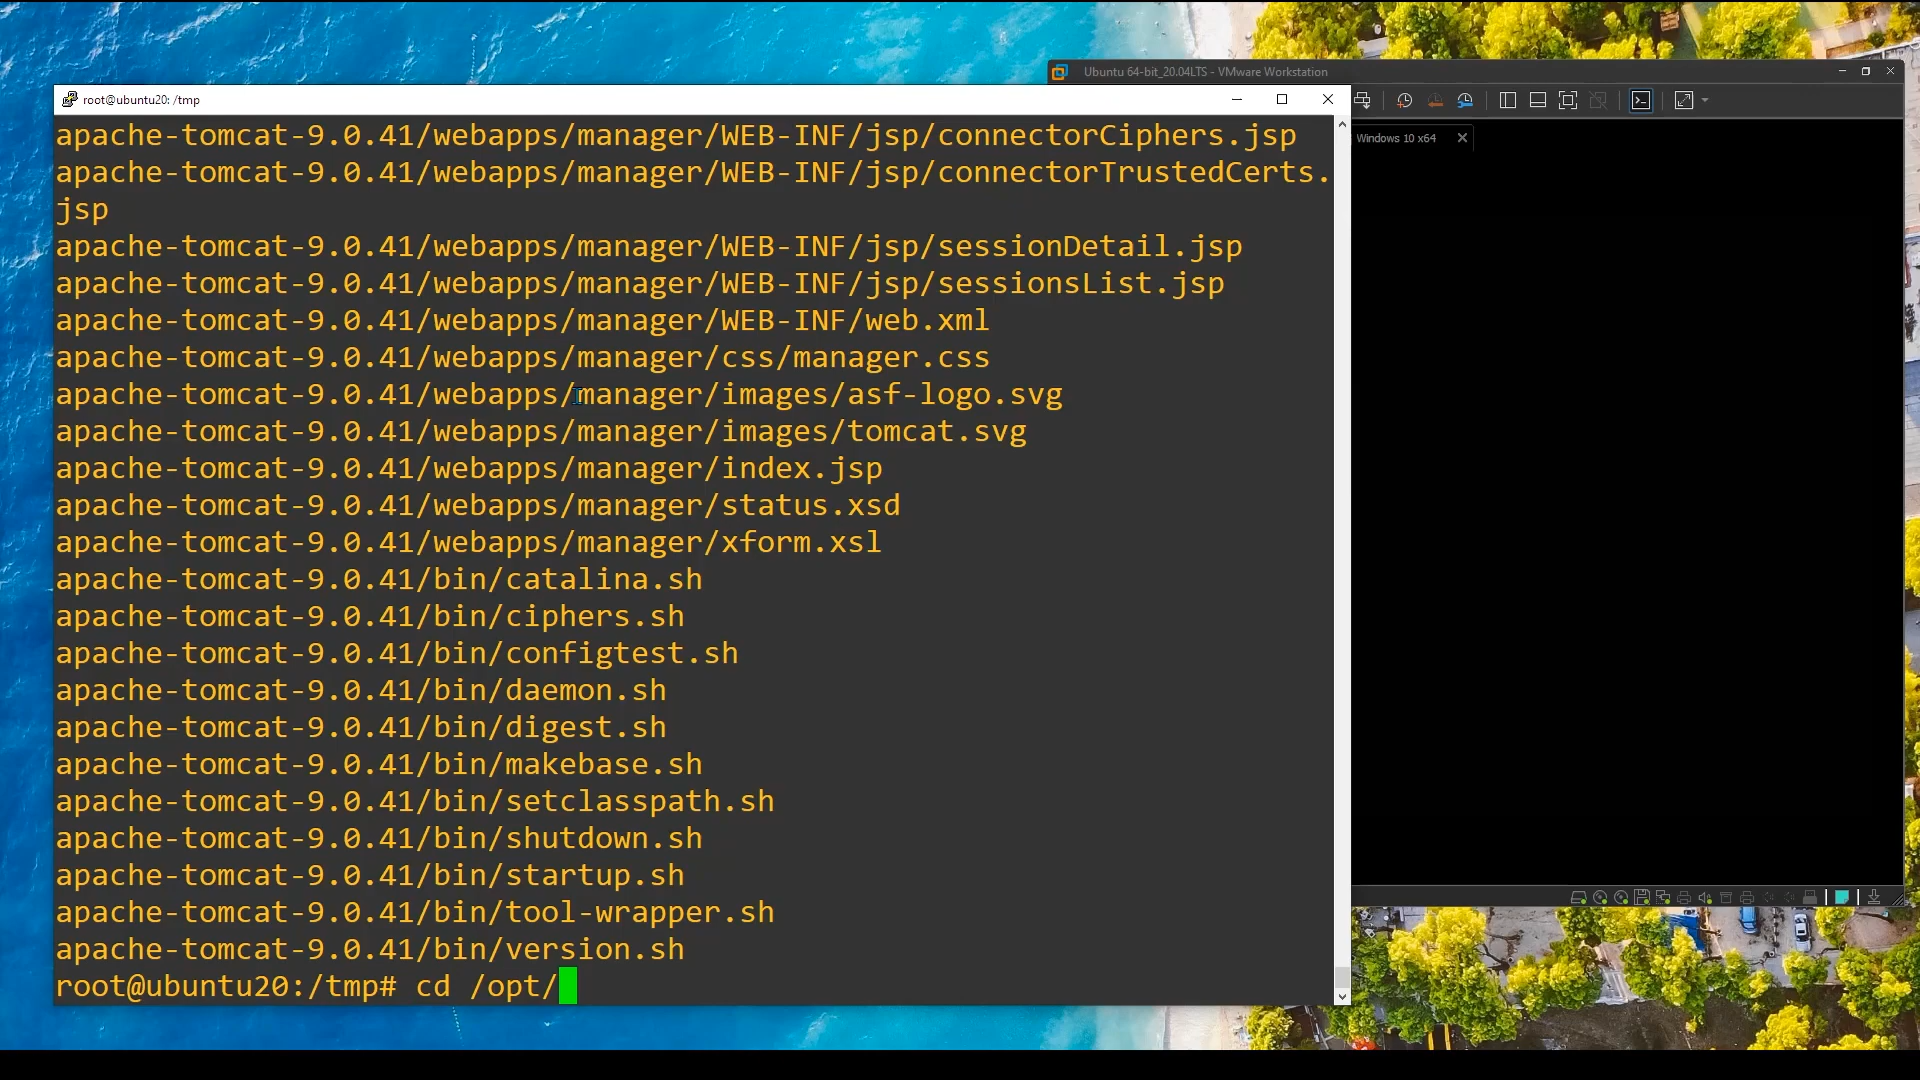 Ubuntu 64-bit_20.04LTS - VMware Workstation
root@ubuntu20: /tmp
Windows 10 x64
apache-tomcat-9.0.41/webapps/manager/WEB-INF/jsp/connectorCiphers.jsp
apache-tomcat-9.0.41/webapps/manager/WEB-INF/jsp/connectorTrustedCerts.
jsp
apache-tomcat-9.0.41/webapps/manager/WEB-INF/jsp/sessionDetail.jsp
apache-tomcat-9.0.41/webapps/manager/WEB-INF/jsp/sessionsList.jsp
apache-tomcat-9.0.41/webapps/manager/WEB-INF/web.xml
apache-tomcat-9.0.41/webapps/manager/css/manager.css
apache-tomcat-9.0.41/webapps/manager/images/asf-logo.svg
apache-tomcat-9.0.41/webapps/manager/images/tomcat.svg
apache-tomcat-9.0.41/webapps/manager/index.jsp
apache-tomcat-9.0.41/webapps/manager/status.xsd
apache-tomcat-9.0.41/webapps/manager/xform.xsl
apache-tomcat-9.0.41/bin/catalina.sh
apache-tomcat-9.0.41/bin/ciphers.sh
apache-tomcat-9.0.41/bin/configtest.sh
apache-tomcat-9.0.41/bin/daemon.sh
apache-tomcat-9.0.41/bin/digest.sh
apache-tomcat-9.0.41/bin/makebase.sh
apache-tomcat-9.0.41/bin/setclasspath.sh
apache-tomcat-9.0.41/bin/shutdown.sh
apache-tomcat-9.0.41/bin/startup.sh
apache-tomcat-9.0.41/bin/tool-wrapper.sh
apache-tomcat-9.0.41/bin/version.sh
root@ubuntu20:/tmp# cd /opt/